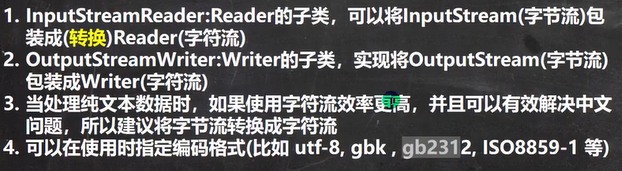 1. InputStreamReader:Reader的子类，可以将InputStream(字节流)包
装成(转换)Reader(字符流)
2. OutputStreamWriter:Writer的子类，实现将OutputStream(字节流)
包装成Writer(字符流)
3. 当处理纯文本数据时，如果使用字符流效率更高，并且可以有效解决中文
问题，所以建议将字节流转换成字符流
4. 可以在使用时指定编码格式(比如 utf-8, gbk , gb2312, ISO8859-1 等)